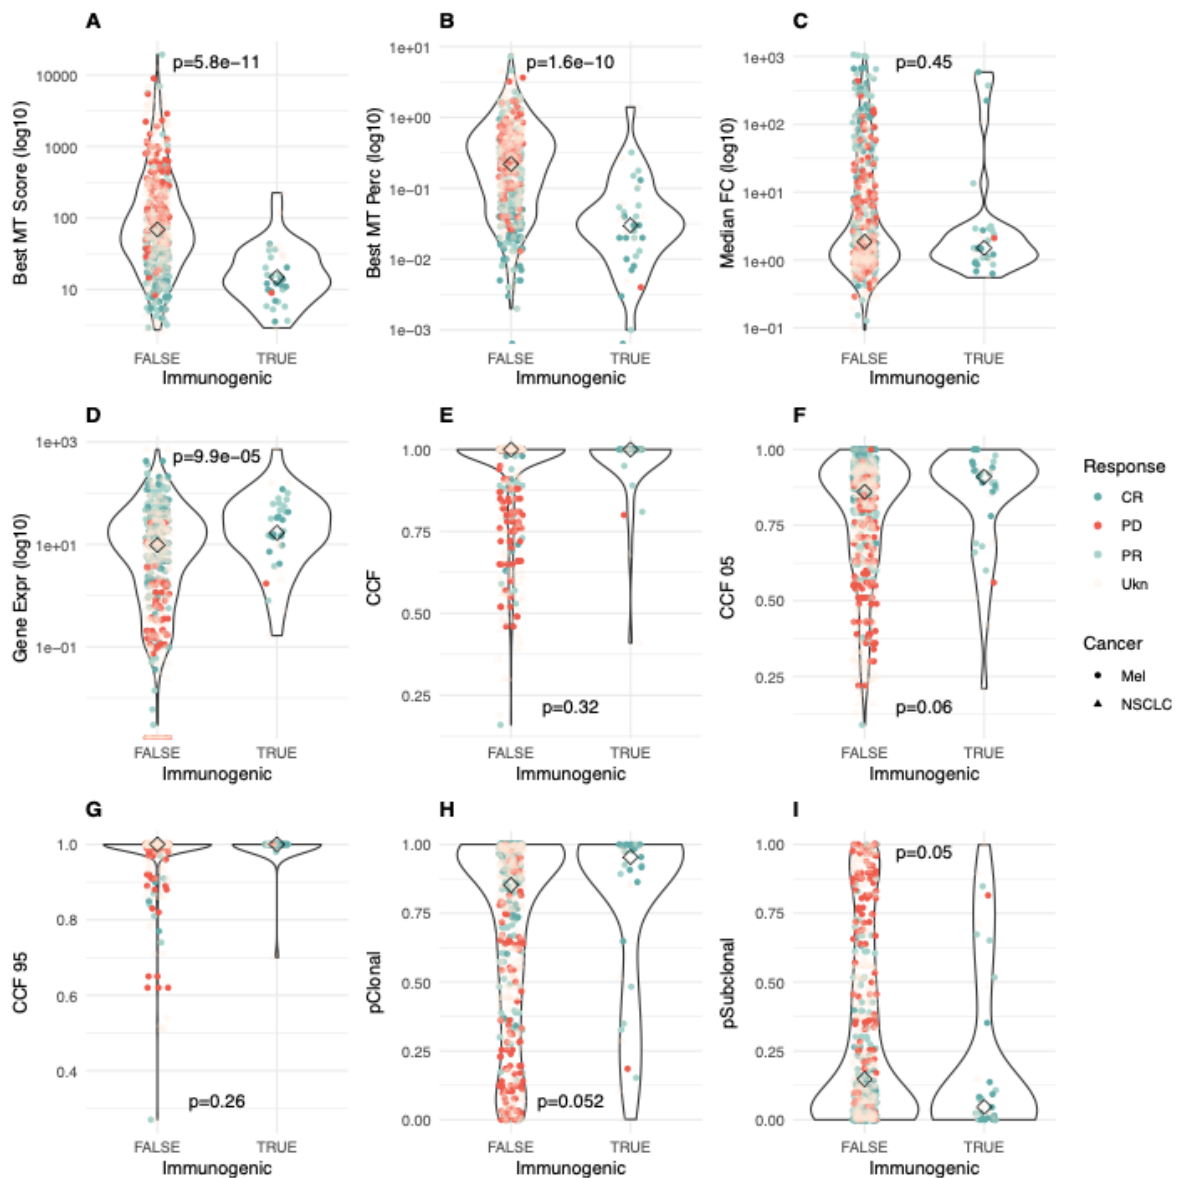 A
Best MT Score (log10)
10000
1000
100
10
p=5.8e−11
FALSE TRUE
Immunogenic
B
Best MT Perc (log10)
1e+01
1e+00
1e−01
1e−02
1e−03
p=1.6e−10
FALSE TRUE
Immunogenic
C
Median FC (log10)
1e+03
1e+02
1e+01
1e+00
1e−01
p=0.45
FALSE TRUE
Immunogenic
D
Gene Expr (log10)
1e+03
1e+01
1e−01
p=9.9e−05
FALSE TRUE
Immunogenic
E
CCF
1.00
0.75
0.50
0.25
p=0.32
FALSE TRUE
Immunogenic
F
CCF 05
1.00
0.75
0.50
0.25
p=0.06
FALSE TRUE
Immunogenic
Response
CR
PD
PR
Ukn
Cancer
Mel
NSCLC
G
CCF 95
1.0
0.8
0.6
0.4
p=0.26
FALSE TRUE
Immunogenic
H
pClonal
1.00
0.75
0.50
0.25
0.00
p=0.052
FALSE TRUE
Immunogenic
I
pSubclonal
1.00
0.75
0.50
0.25
0.00
p=0.05
FALSE TRUE
Immunogenic